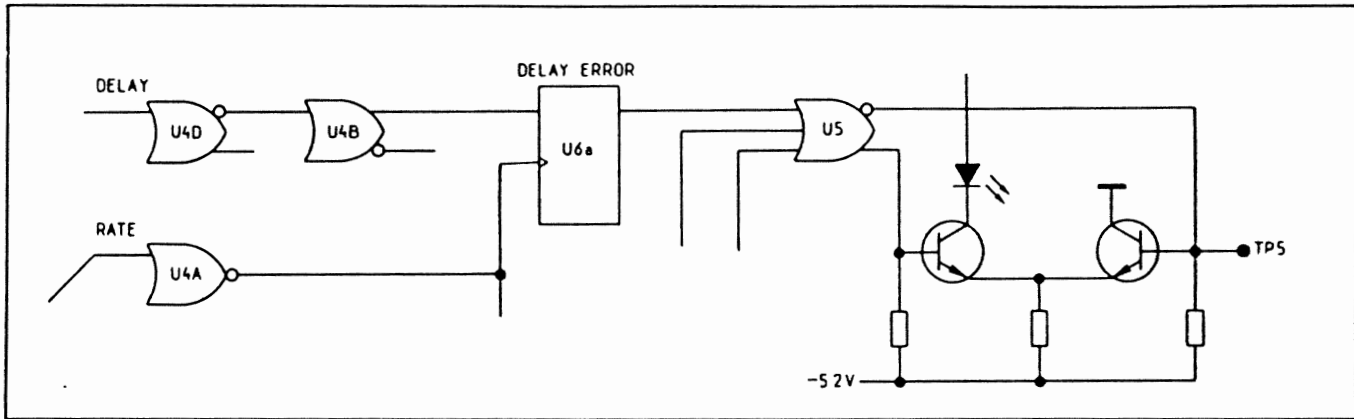 DELAY ERROR
DELAY
U4D
U4B
U6a
U5
RATE
U4A
TP5
-5.2V